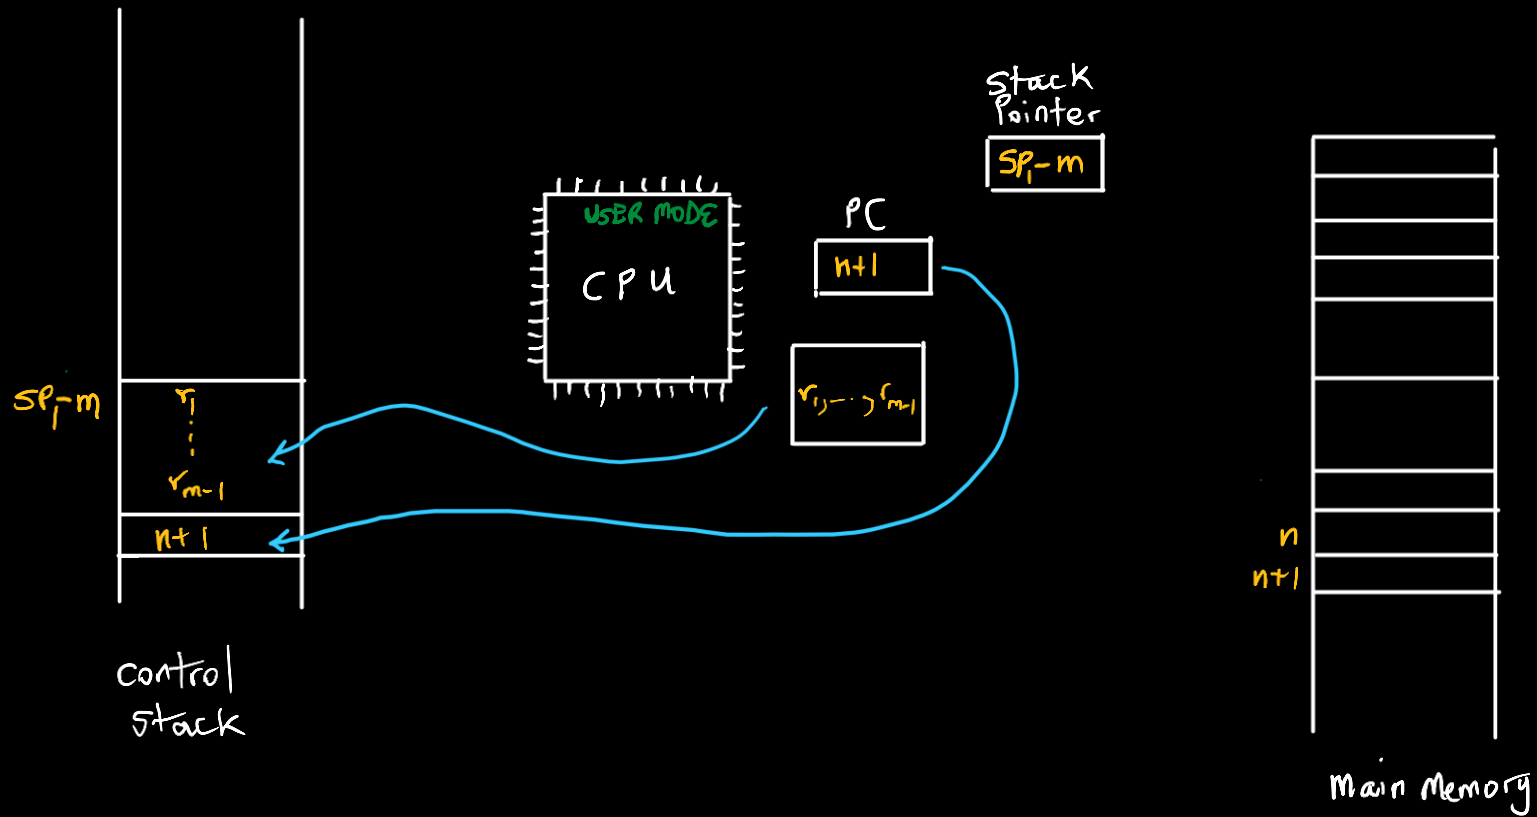 Stack
Pointer
SP₁-m
USER MODE
CPU
PC
n+1
r₁,...,rₘ₋₁
SP₁-m
r₁
⋮
rₘ₋₁
n+1
n
n+1
Control
Stack
Main Memory